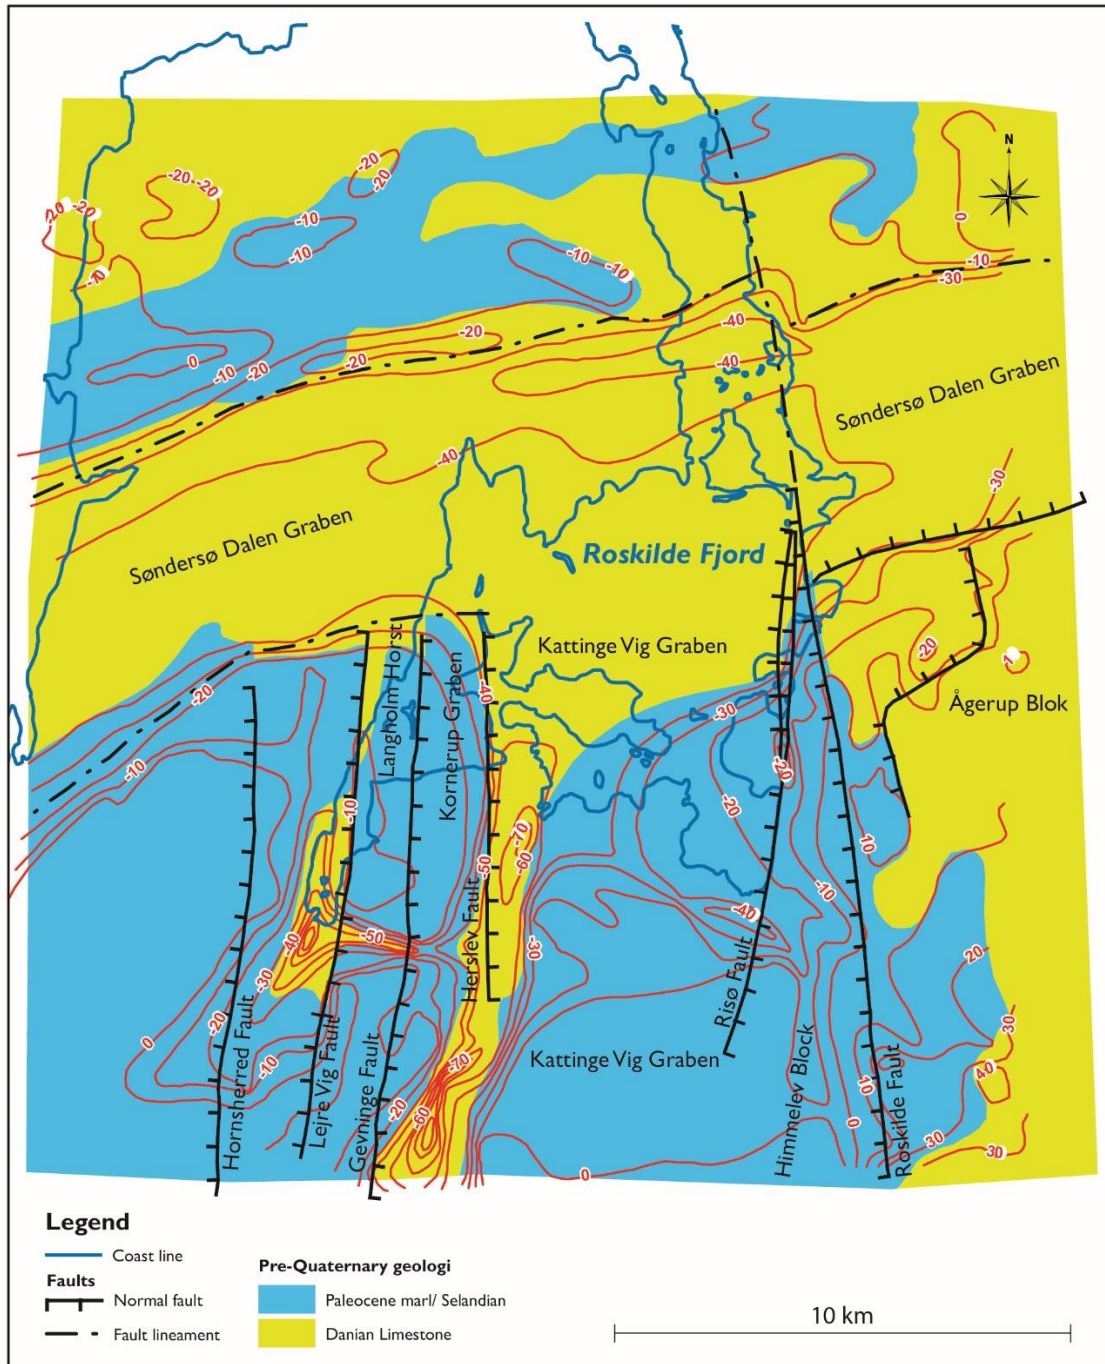 N
-20
-20
-20
-20
-20
-20
-10
-10
-10
-10
-10
0
-10
-30
-20
-20
0
-10
-20
-40
-40
Søndersø Dalen Graben
-40
-30
Søndersø Dalen Graben
Roskilde Fjord
Kattinge Vig Graben
Langholm Horst
Kornerup Graben
-40
-20
-20
Ågerup Blok
-30
-10
-20
-20
-10
-70
-60
-50
10
-10
-40
-50
-40
-30
-30
Herslev Fault
Risø Fault
20
0
-20
-10
Hornsherred Fault
Lejre Vig Fault
Gevninge Fault
-70
-20
-60
Kattinge Vig Graben
Himmelev Block
Roskilde Fault
10
10
0
0
30
40
30
30
Legend
Coast line
Faults
Normal fault
Fault lineament
Pre-Quaternary geologi
Paleocene marl/ Selandian
Danian Limestone
10 km